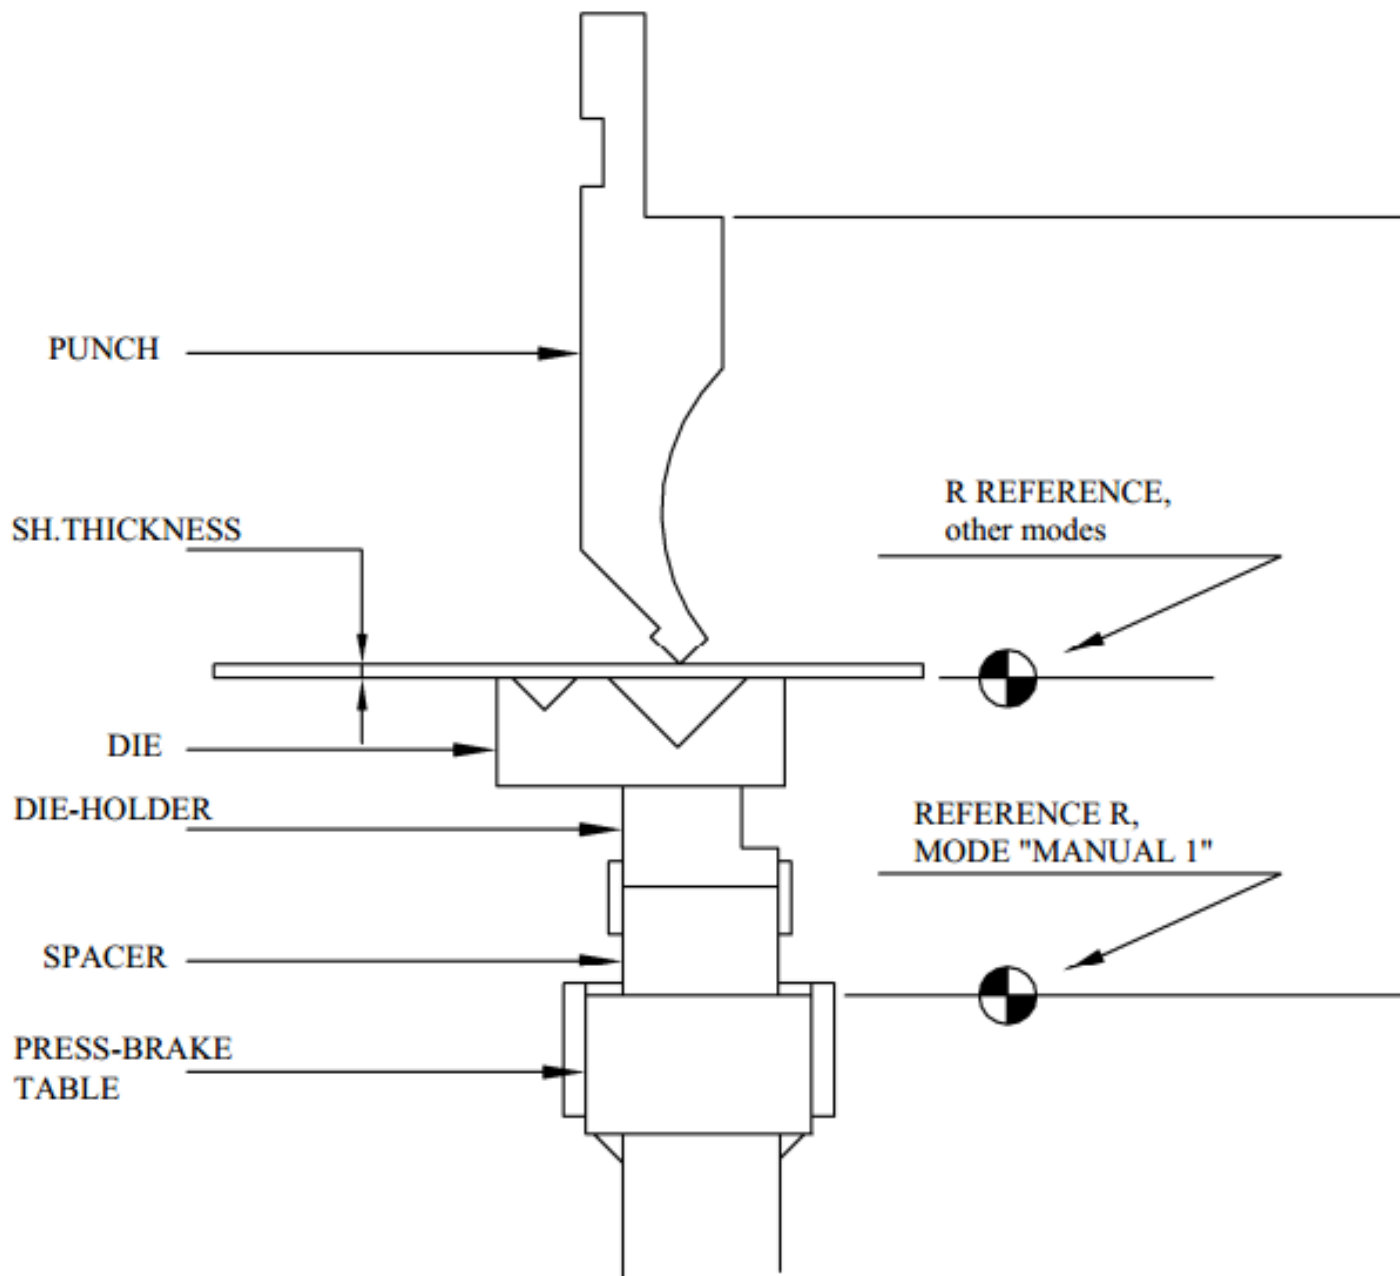 PUNCH
SH.THICKNESS
R REFERENCE,
other modes
DIE
DIE-HOLDER
REFERENCE R,
MODE "MANUAL 1"
SPACER
PRESS-BRAKE
TABLE